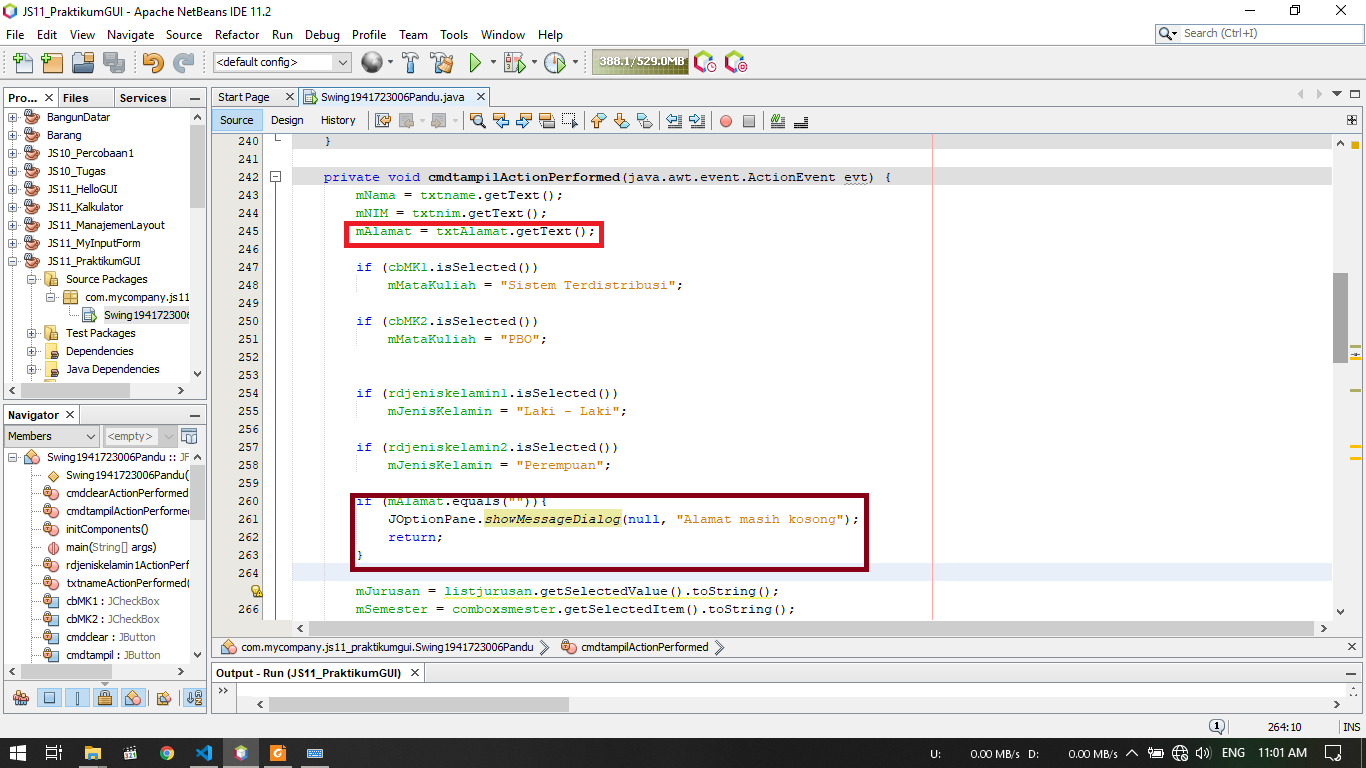 JS11_PraktikumGUI - Apache NetBeans IDE 11.2
File Edit View Navigate Source Refactor Run Debug Profile Team Tools Window Help
Search (Ctrl+I)
<default config>
388.1/529.0MB
Pro... Files Services
BangunDatar
Barang
JS10_Percobaan1
JS10_Tugas
JS11_HelloGUI
JS11_Kalkulator
JS11_ManajemenLayout
JS11_MyInputForm
JS11_PraktikumGUI
Source Packages
com.mycompany.js11
Swing194172300
Test Packages
Dependencies
Java Dependencies
Navigator
Members <empty>
Swing1941723006Pandu :: JF
Swing1941723006Pandu(
cmdclearActionPerformed
cmdtampilActionPerforme
initComponents()
main(String[] args)
rdjeniskelamin1ActionPerf
txtnameActionPerformed(
cbMK1 : JCheckBox
cbMK2 : JCheckBox
cmdclear : JButton
cmdtampil : JButton
Start Page Swing1941723006Pandu.java
Source Design History
240 }
241
242 private void cmdtampilActionPerformed(java.awt.event.ActionEvent evt) {
243 mNama = txtname.getText();
244 mNIM = txtnim.getText();
245 mAlamat = txtAlamat.getText();
246
247 if (cbMK1.isSelected())
248 mMataKuliah = "Sistem Terdistribusi";
249
250 if (cbMK2.isSelected())
251 mMataKuliah = "PBO";
252
253
254 if (rdjeniskelamin1.isSelected())
255 mJenisKelamin = "Laki - Laki";
256
257 if (rdjeniskelamin2.isSelected())
258 mJenisKelamin = "Perempuan";
259
260 if (mAlamat.equals("")){
261 JOptionPane.showMessageDialog(null, "Alamat masih kosong");
262 return;
263 }
264
mJurusan = listjurusan.getSelectedValue().toString();
266 mSemester = comboxsmester.getSelectedItem().toString();
com.mycompany.js11_praktikumgui.Swing1941723006Pandu cmdtampilActionPerformed
Output - Run (JS11_PraktikumGUI)
1 264:10 INS
U: 0.00 MB/s D: 0.00 MB/s ENG 11:01 AM